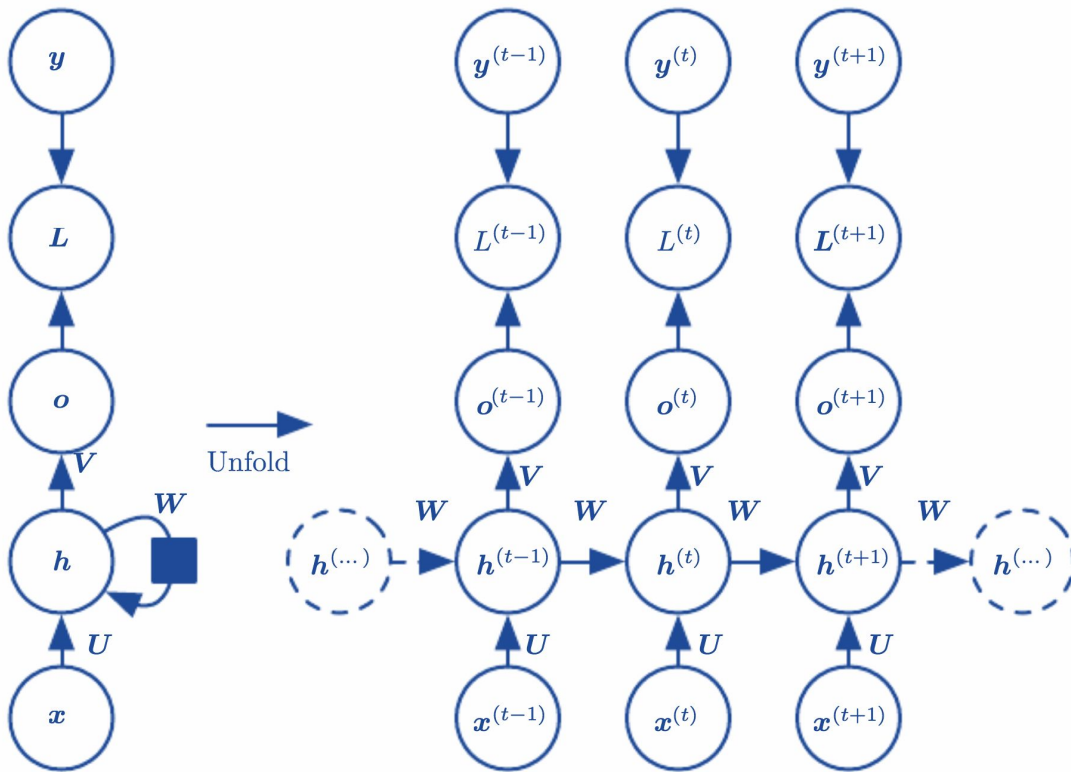 y y^(t−1) y^(t) y^(t+1)
L L^(t−1) L^(t) L^(t+1)
o o^(t−1) o^(t) o^(t+1)
Unfold
V V V V
W W W W W
h h^(...) h^(t−1) h^(t) h^(t+1) h^(...)
U U U U
x x^(t−1) x^(t) x^(t+1)